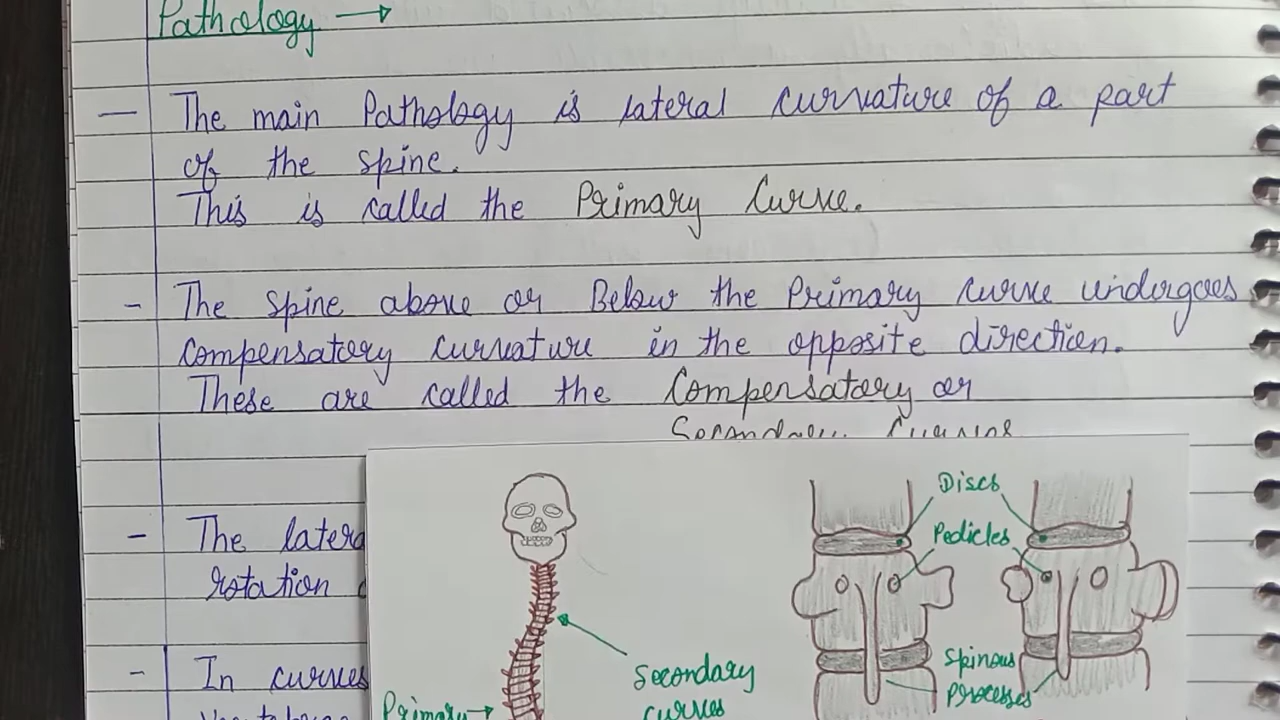 Pathology →
— The main Pathology is lateral curvature of a part
of the spine.
This is called the Primary Curve.
- The spine above or Below the Primary curve undergoes
compensatory curvature in the opposite direction.
These are called the Compensatory or
Secondary Curves
- The latera
rotation
- In curves
Discs
Pedicles
Spinous
Processes
Secondary
curves
Primary →